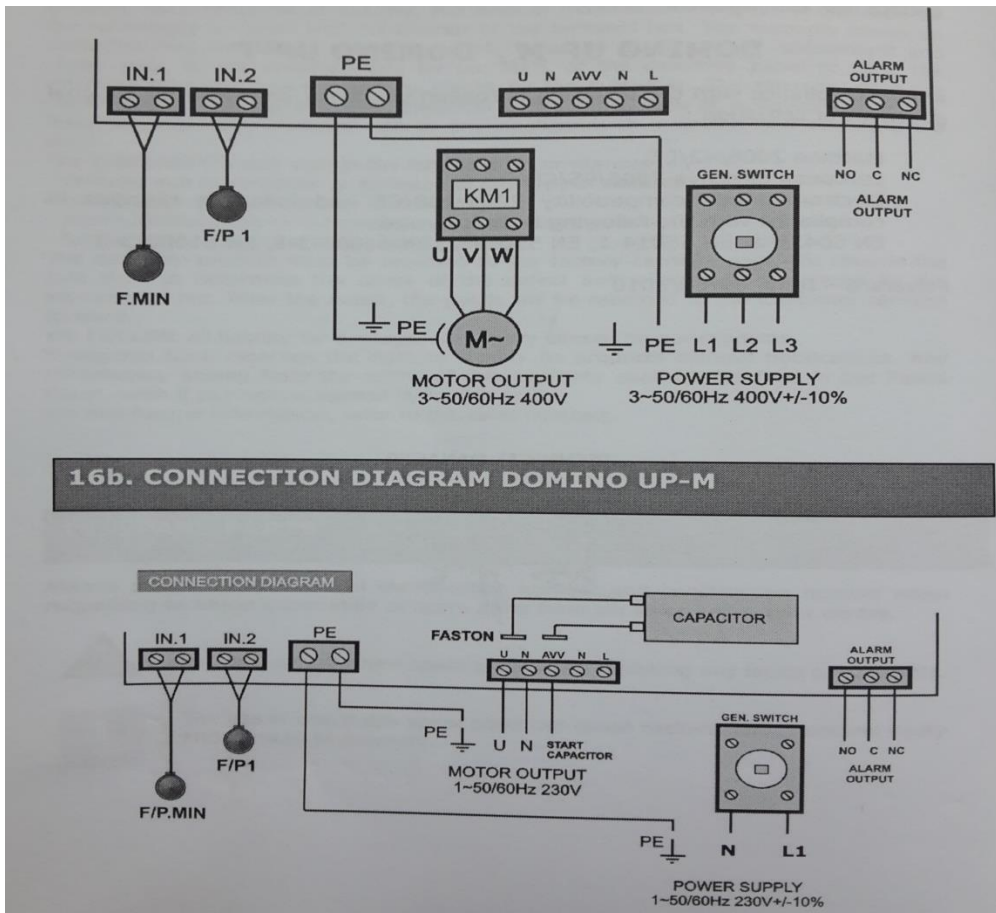 IN.1 IN.2 PE U N AVV N L ALARM
OUTPUT
KM1
GEN. SWITCH
NO C NC
ALARM
OUTPUT
F/P 1
U V W
F.MIN
PE M~ PE L1 L2 L3
MOTOR OUTPUT
3~50/60Hz 400V
POWER SUPPLY
3~50/60Hz 400V+/-10%
16b. CONNECTION DIAGRAM DOMINO UP-M
CONNECTION DIAGRAM
CAPACITOR
FASTON
IN.1 IN.2 PE U N AVV N L ALARM
OUTPUT
GEN. SWITCH
PE U N START
CAPACITOR
NO C NC
ALARM
OUTPUT
F/P1
MOTOR OUTPUT
1~50/60Hz 230V
F/P.MIN
PE N L1
POWER SUPPLY
1~50/60Hz 230V+/-10%